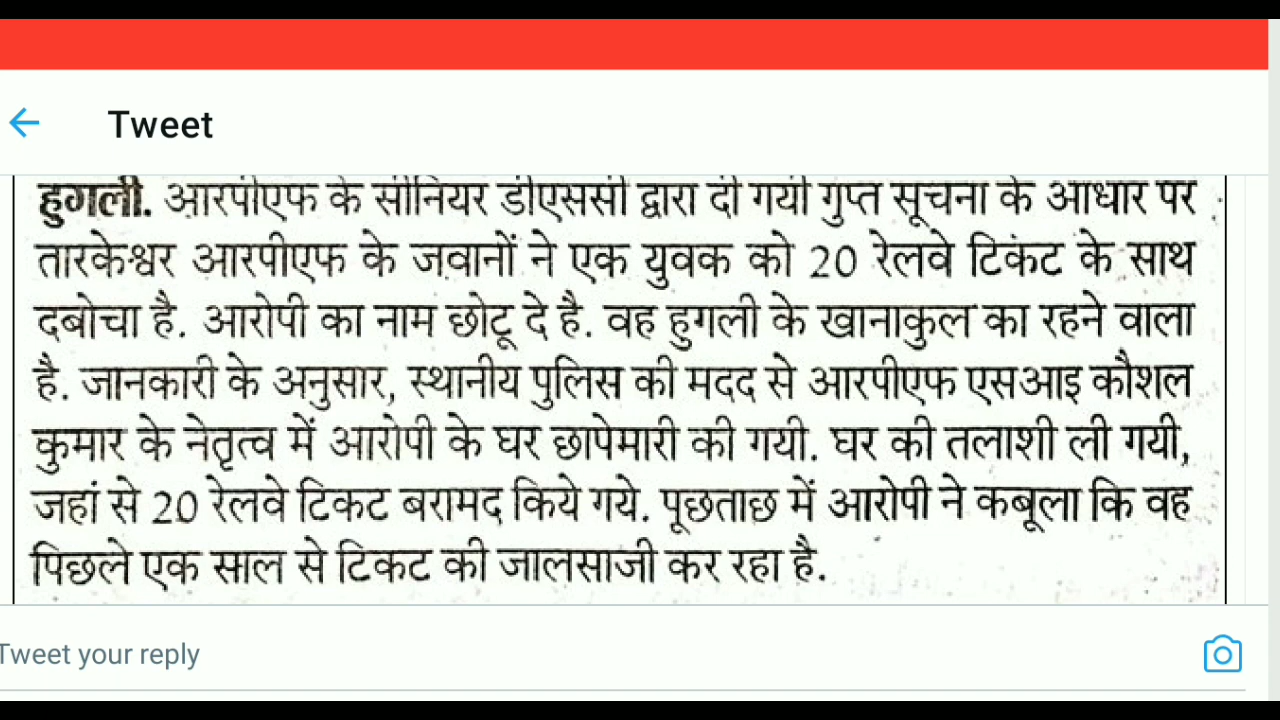 Tweet
हुगली. आरपीएफ के सीनियर डीएससी द्वारा दी गयी गुप्त सूचना के आधार पर
तारकेश्वर आरपीएफ के जवानों ने एक युवक को 20 रेलवे टिकट के साथ
दबोचा है. आरोपी का नाम छोटू दे है. वह हुगली के खानाकुल का रहने वाला
है. जानकारी के अनुसार, स्थानीय पुलिस की मदद से आरपीएफ एसआइ कौशल
कुमार के नेतृत्व में आरोपी के घर छापेमारी की गयी. घर की तलाशी ली गयी,
जहां से 20 रेलवे टिकट बरामद किये गये. पूछताछ में आरोपी ने कबूला कि वह
पिछले एक साल से टिकट की जालसाजी कर रहा है.
Tweet your reply